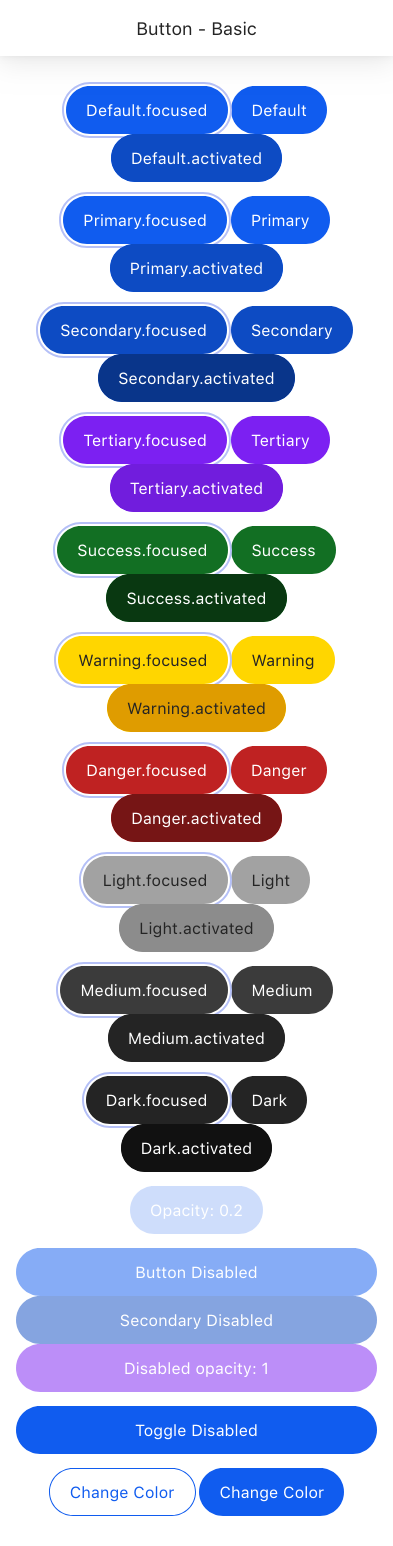 Button - Basic
Default.focused Default
Default.activated
Primary.focused Primary
Primary.activated
Secondary.focused Secondary
Secondary.activated
Tertiary.focused Tertiary
Tertiary.activated
Success.focused Success
Success.activated
Warning.focused Warning
Warning.activated
Danger.focused Danger
Danger.activated
Light.focused Light
Light.activated
Medium.focused Medium
Medium.activated
Dark.focused Dark
Dark.activated
Opacity: 0.2
Button Disabled
Secondary Disabled
Disabled opacity: 1
Toggle Disabled
Change Color Change Color